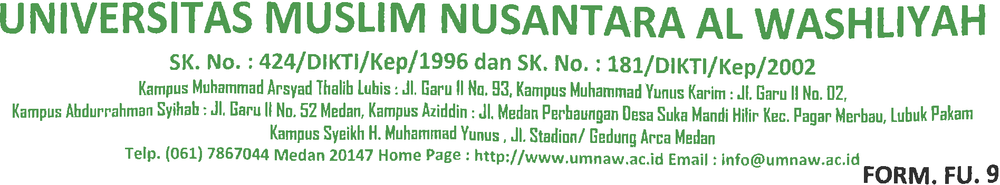 UNIVERSITAS MUSLIM NUSANTARA AL WASHLIYAH
SK. No. : 424/DIKTI/Kep/1996 dan SK. No. : 181/DIKTI/Kep/2002
Kampus Muhammad Arsyad Thalib Lubis : Jl. Garu II No. 93, Kampus Muhammad Yunus Karim : Jl. Garu II No. 02,
Kampus Abdurrahman Syihab : Jl. Garu II No. 52 Medan, Kampus Aziddin : Jl. Medan Perbaungan Desa Suka Mandi Hilir Kec. Pagar Merbau, Lubuk Pakam
Kampus Syeikh H. Muhammad Yunus , Jl. Stadion/ Gedung Arca Medan
Telp. (061) 7867044 Medan 20147 Home Page : http://www.umnaw.ac.id Email : info@umnaw.ac.id
FORM. FU. 9